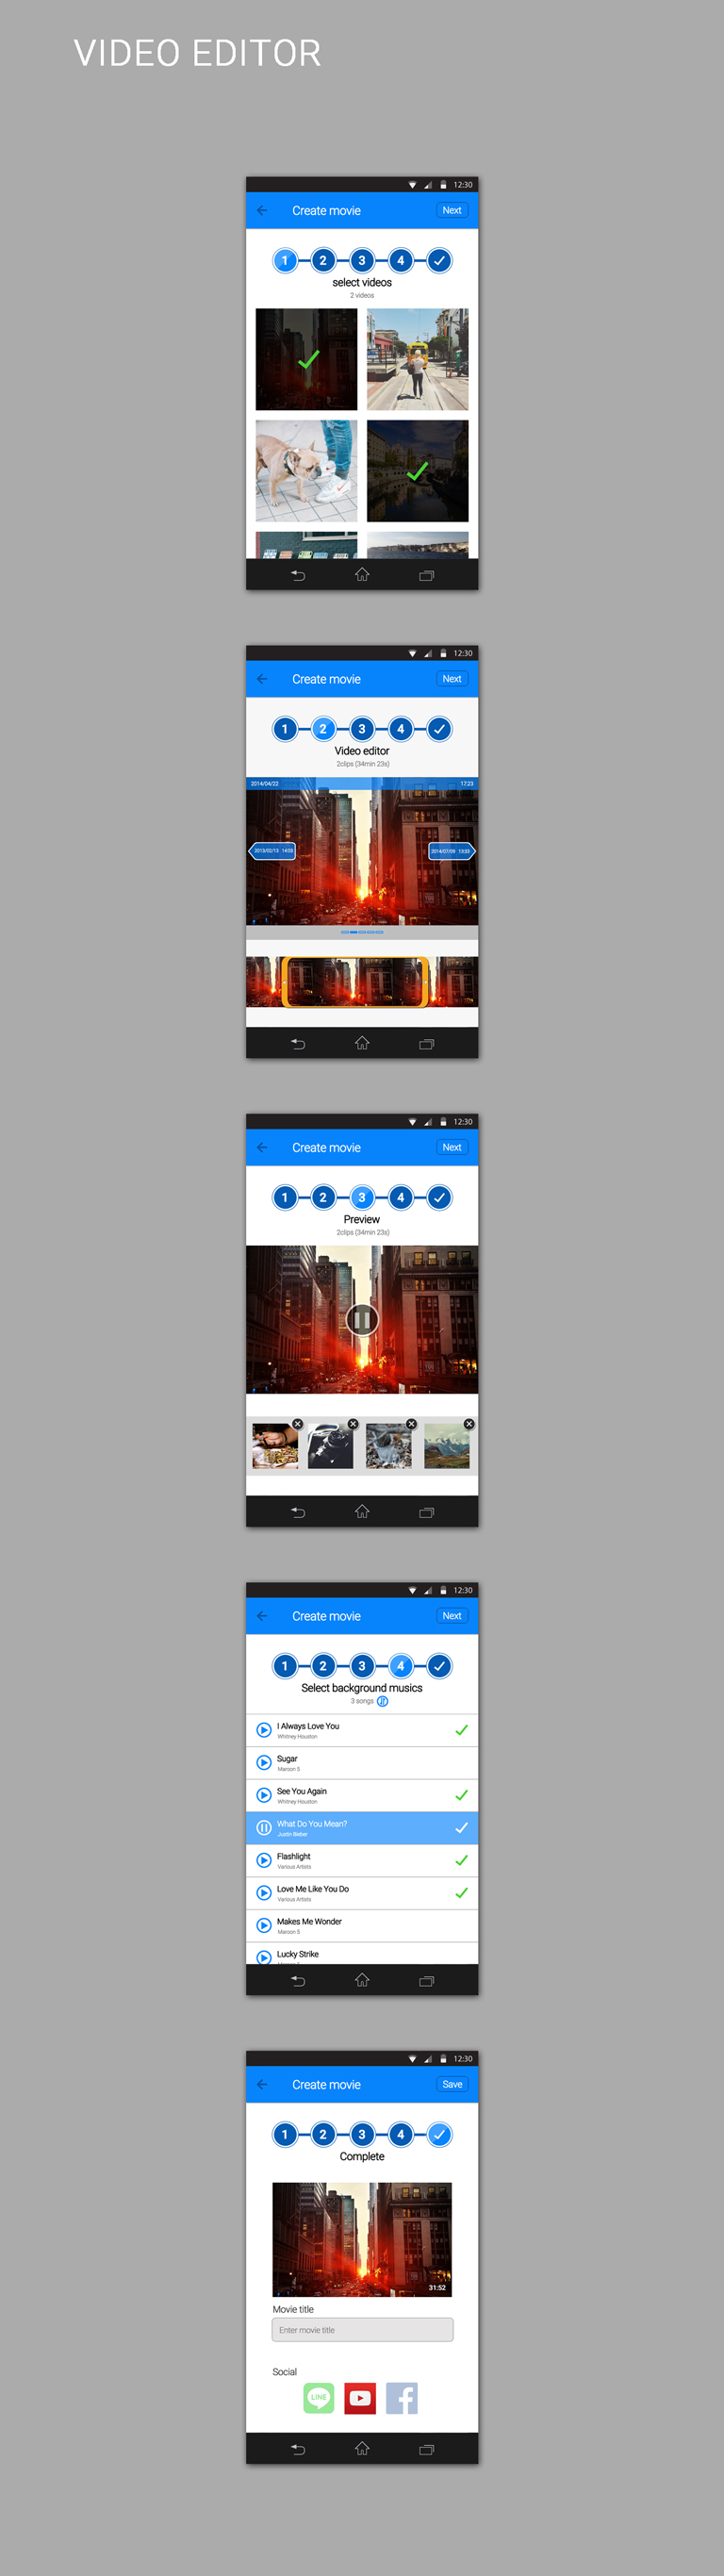 VIDEO EDITOR
12:30
Create movie Next
1 2 3 4
select videos
2 videos
12:30
Create movie Next
1 2 3 4
Video editor
2clips (34min 23s)
2014/04/22 17:23
2013/02/13 14:03 2014/07/09 13:33
12:30
Create movie Next
1 2 3 4
Preview
2clips (34min 23s)
12:30
Create movie Next
1 2 3 4
Select background musics
3 songs
I Always Love You
Whitney Houston
Sugar
Maroon 5
See You Again
Whitney Houston
What Do You Mean?
Justin Bieber
Flashlight
Various Artists
Love Me Like You Do
Various Artists
Makes Me Wonder
Maroon 5
Lucky Strike
12:30
Create movie Save
1 2 3 4
Complete
31:52
Movie title
Enter movie title
Social
LINE